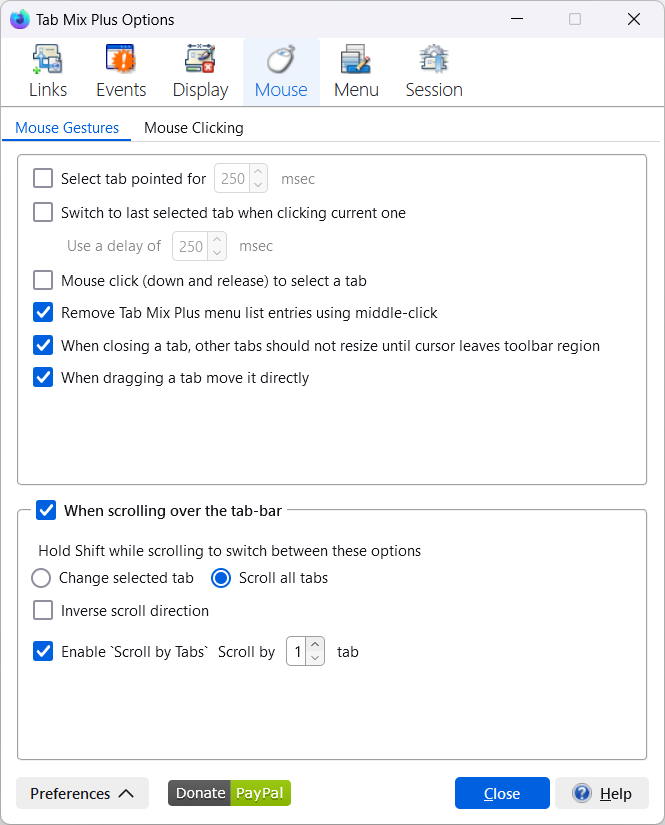 Tab Mix Plus Options
Links Events Display Mouse Menu Session
Mouse Gestures Mouse Clicking
Select tab pointed for 250 msec
Switch to last selected tab when clicking current one
Use a delay of 250 msec
Mouse click (down and release) to select a tab
Remove Tab Mix Plus menu list entries using middle-click
When closing a tab, other tabs should not resize until cursor leaves toolbar region
When dragging a tab move it directly
When scrolling over the tab-bar
Hold Shift while scrolling to switch between these options
Change selected tab Scroll all tabs
Inverse scroll direction
Enable `Scroll by Tabs` Scroll by 1 tab
Preferences Donate PayPal Close ? Help